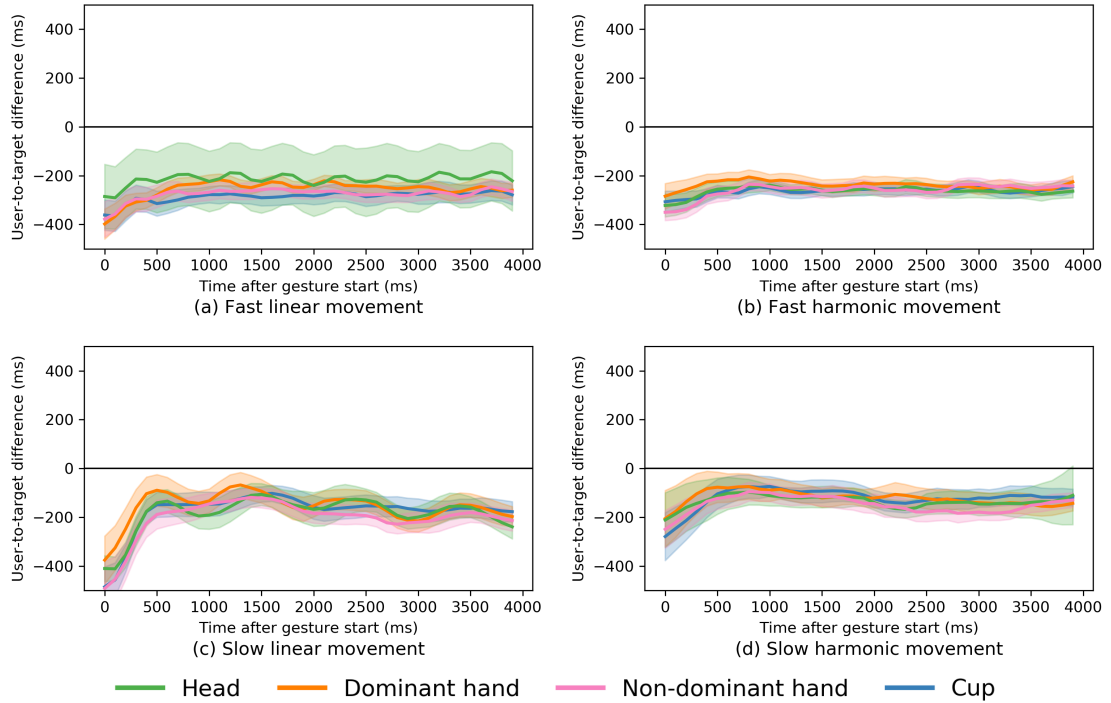 User-to-target difference (ms)
400
200
0
−200
−400
0 500 1000 1500 2000 2500 3000 3500 4000
Time after gesture start (ms)
(a) Fast linear movement
User-to-target difference (ms)
400
200
0
−200
−400
0 500 1000 1500 2000 2500 3000 3500 4000
Time after gesture start (ms)
(b) Fast harmonic movement
User-to-target difference (ms)
400
200
0
−200
−400
0 500 1000 1500 2000 2500 3000 3500 4000
Time after gesture start (ms)
(c) Slow linear movement
User-to-target difference (ms)
400
200
0
−200
−400
0 500 1000 1500 2000 2500 3000 3500 4000
Time after gesture start (ms)
(d) Slow harmonic movement
Head Dominant hand Non-dominant hand Cup